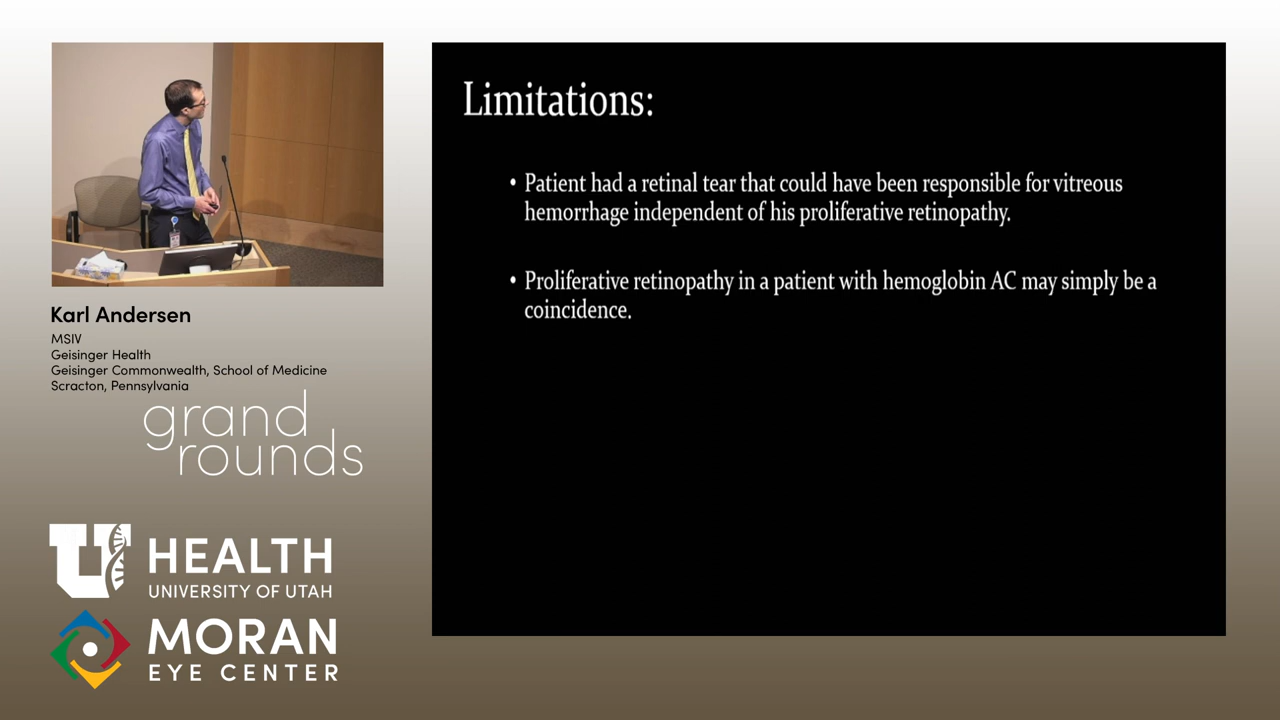 Limitations:
• Patient had a retinal tear that could have been responsible for vitreous
hemorrhage independent of his proliferative retinopathy.
• Proliferative retinopathy in a patient with hemoglobin AC may simply be a
coincidence.
Karl Andersen
MSIV
Geisinger Health
Geisinger Commonwealth, School of Medicine
Scracton, Pennsylvania
grand
rounds
U HEALTH
UNIVERSITY OF UTAH
MORAN
EYE CENTER